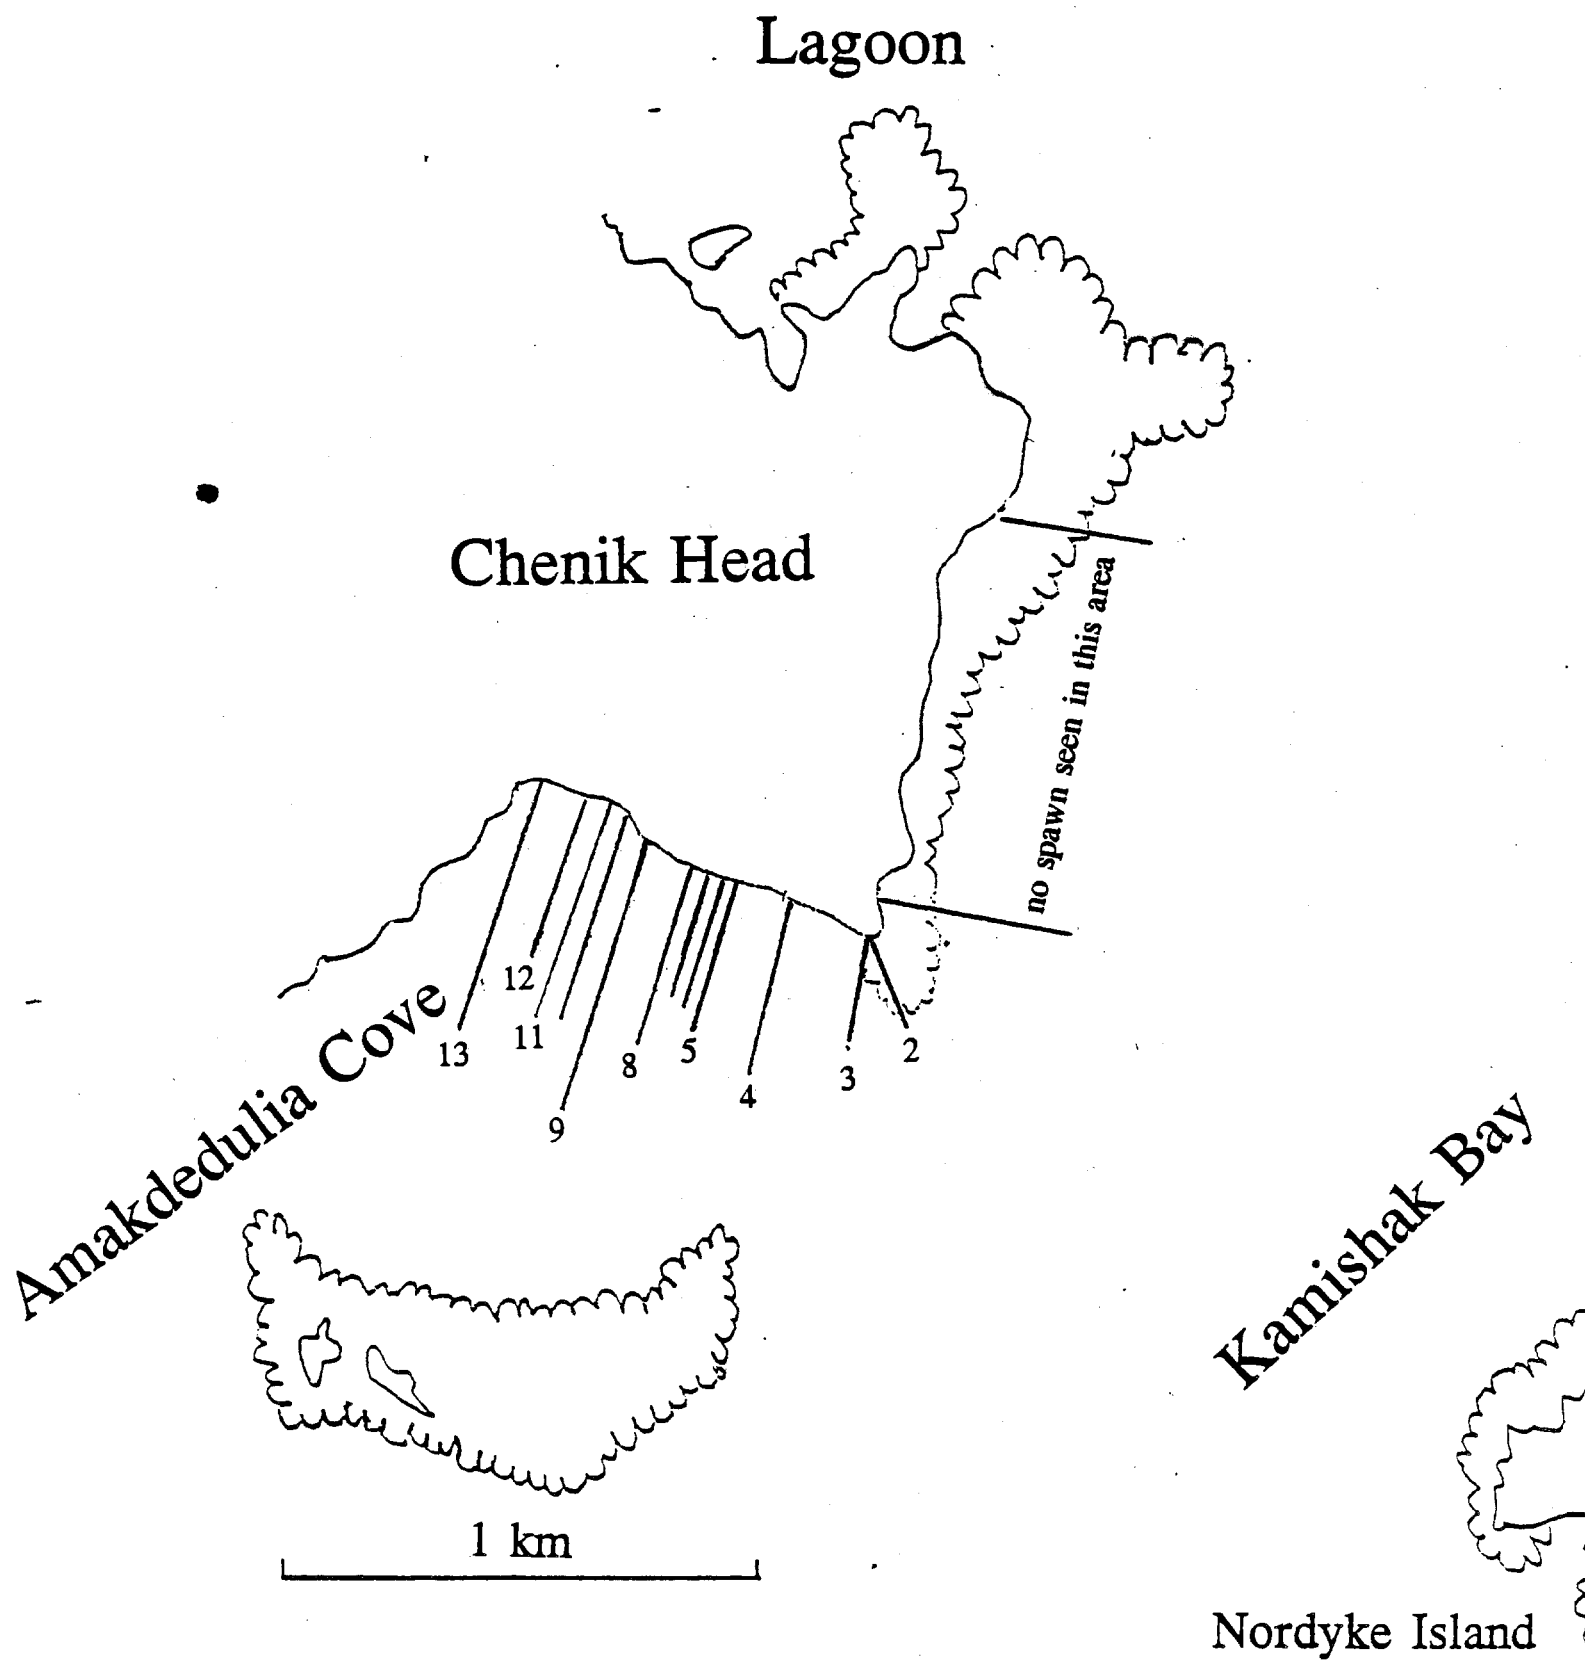 Lagoon
Chenik Head
no spawn seen in this area
12
11
13
8
5
4
3
2
9
Amakdedulia Cove
Kamishak Bay
1 km
Nordyke Island